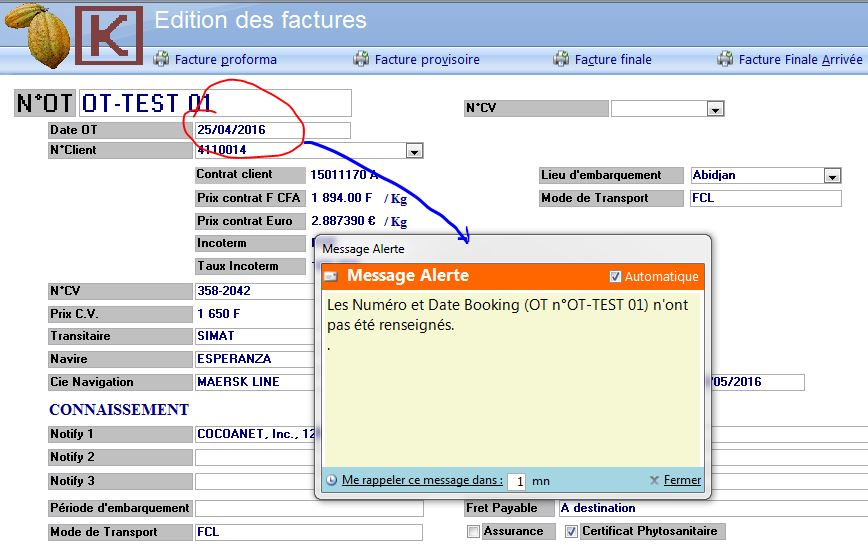 K
Edition des factures
Facture proforma
Facture provisoire
Facture finale
Facture Finale Arrivée
N°OT OT-TEST 01
N°CV
Date OT 25/04/2016
N°Client 4110014
Contrat client 15011170 A
Lieu d'embarquement Abidjan
Prix contrat F CFA 1 894.00 F / Kg
Mode de Transport FCL
Prix contrat Euro 2.887390 € / Kg
Incoterm
Taux Incoterm
Message Alerte
Message Alerte
Automatique
Les Numéro et Date Booking (OT n°OT-TEST 01) n'ont
pas été renseignés.
.
Me rappeler ce message dans : 1 mn
Fermer
N°CV 358-2042
Prix C.V. 1 650 F
Transitaire SIMAT
Navire ESPERANZA
Cie Navigation MAERSK LINE
/05/2016
CONNAISSEMENT
Notify 1 COCOANET, Inc., 12
Notify 2
Notify 3
Période d'embarquement
Fret Payable A destination
Mode de Transport FCL
Assurance
Certificat Phytosanitaire